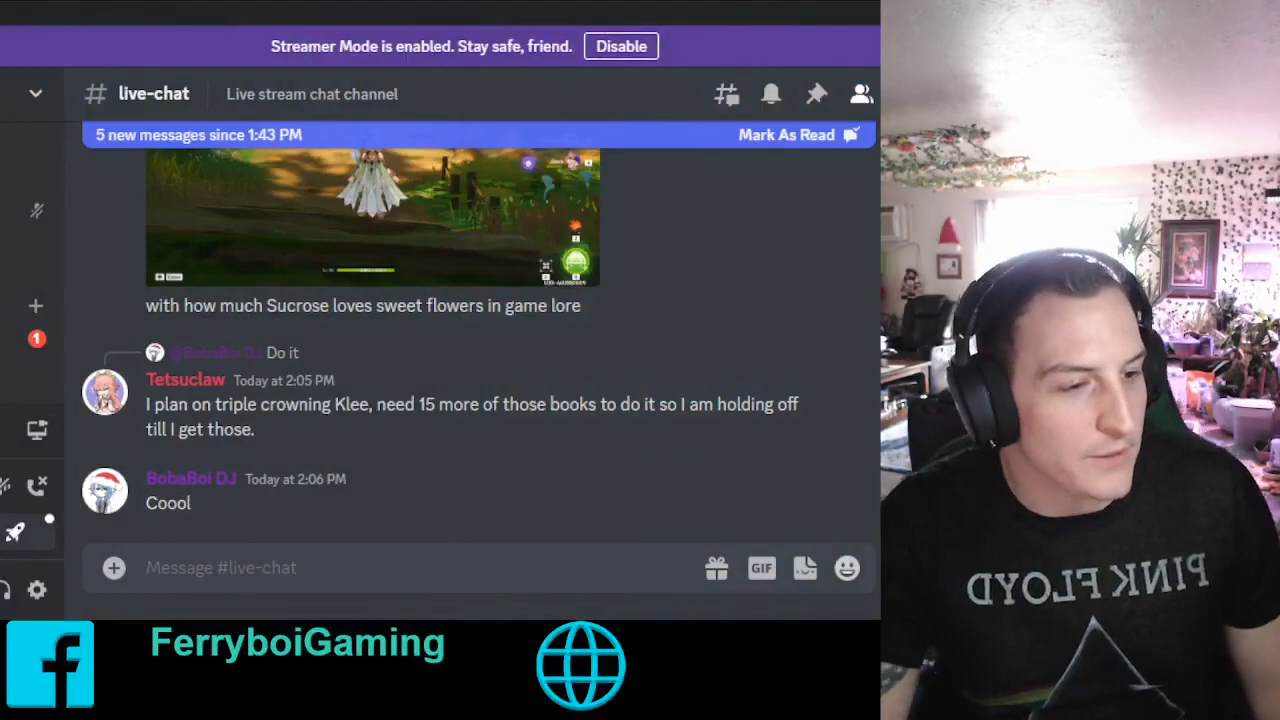 Streamer Mode is enabled. Stay safe, friend. Disable
live-chat Live stream chat channel
5 new messages since 1:43 PM Mark As Read
with how much Sucrose loves sweet flowers in game lore
@BobaBoi DJ Do it
Tetsuclaw Today at 2:05 PM
I plan on triple crowning Klee, need 15 more of those books to do it so I am holding off
till I get those.
1
BobaBoi DJ Today at 2:06 PM
Coool
Message #live-chat GIF
FerryboiGaming
PINK FLOYD